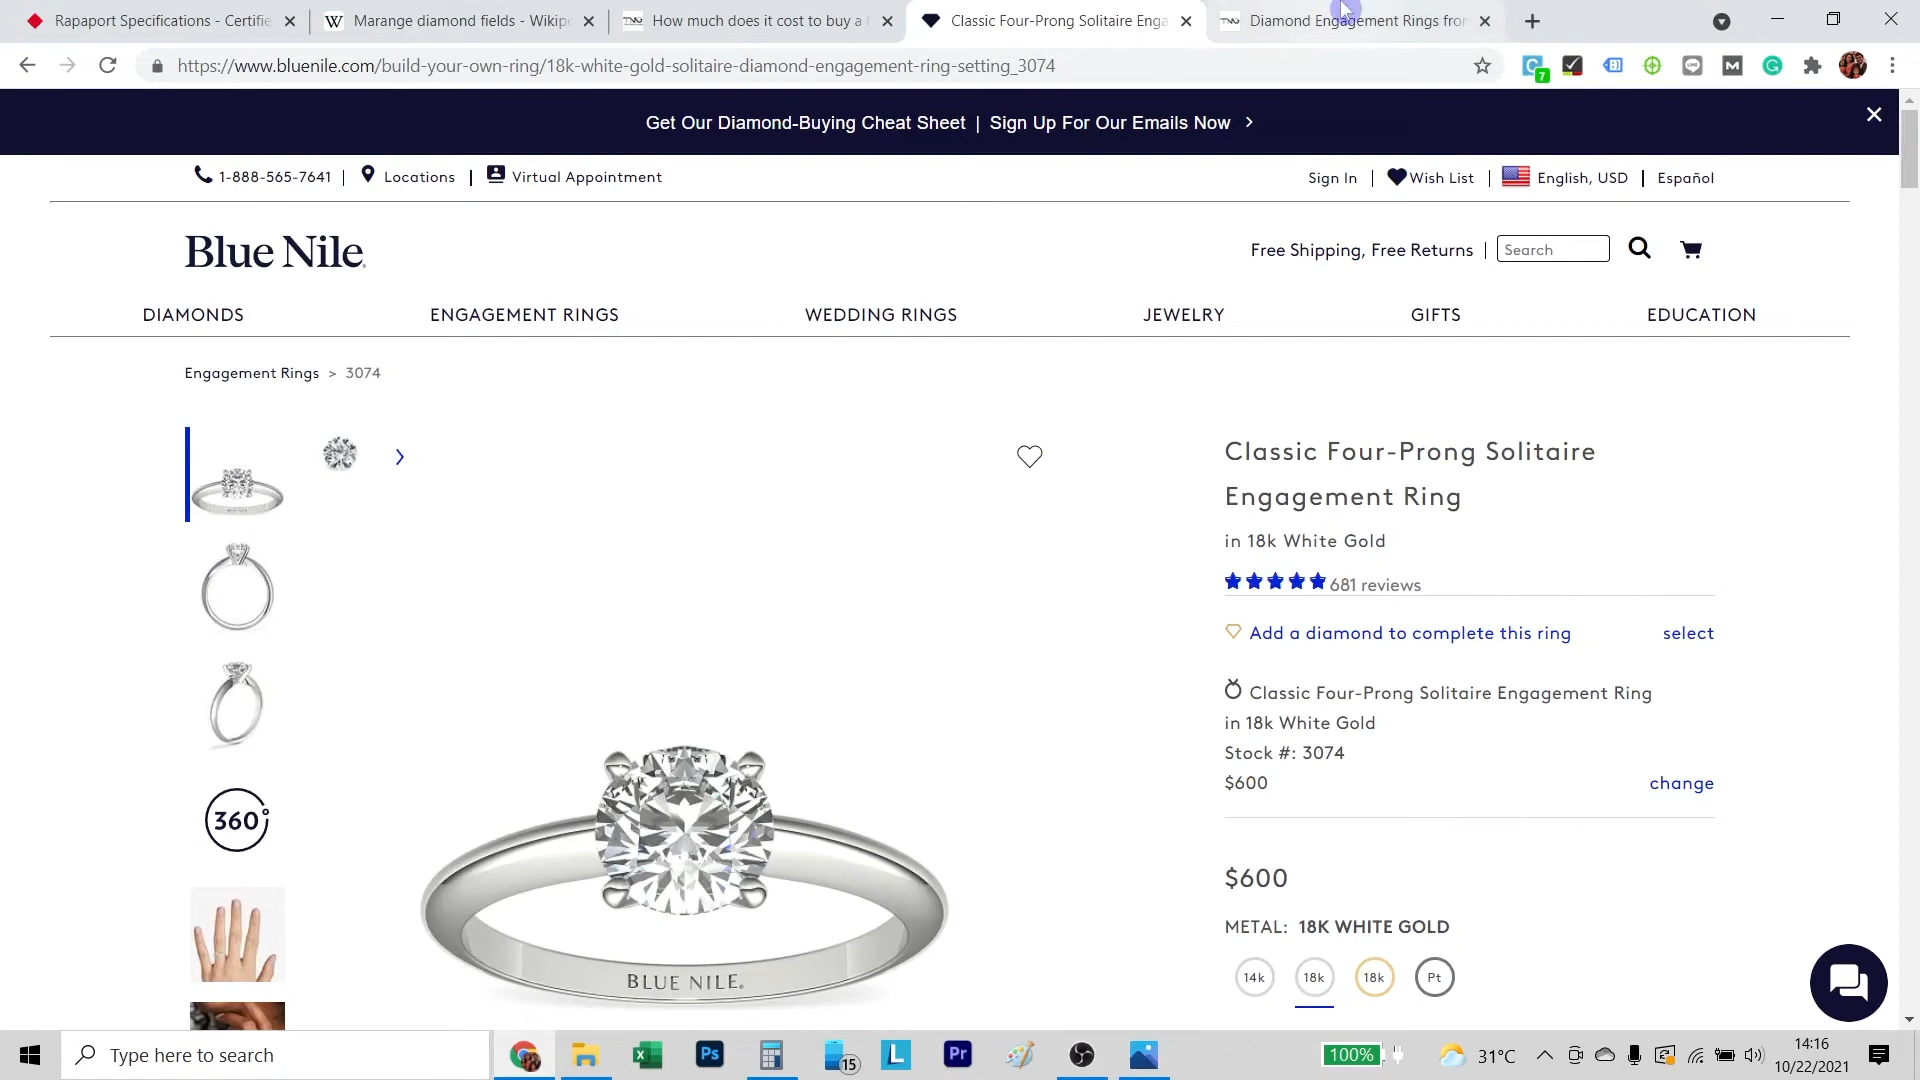 Rapaport Specifications - Certifie
Marange diamond fields - Wikipe
How much does it cost to buy a
Classic Four-Prong Solitaire Enga
Diamond Engagement Rings fror
https://www.bluenile.com/build-your-own-ring/18k-white-gold-solitaire-diamond-engagement-ring-setting_3074
Get Our Diamond-Buying Cheat Sheet | Sign Up For Our Emails Now
1-888-565-7641 | Locations | Virtual Appointment
Sign In | Wish List | English, USD | Español
Blue Nile
Free Shipping, Free Returns | Search
DIAMONDS ENGAGEMENT RINGS WEDDING RINGS JEWELRY GIFTS EDUCATION
Engagement Rings > 3074
Classic Four-Prong Solitaire
Engagement Ring
in 18k White Gold
681 reviews
Add a diamond to complete this ring select
Classic Four-Prong Solitaire Engagement Ring
in 18k White Gold
Stock #: 3074
$600 change
360°
$600
METAL: 18K WHITE GOLD
14k 18k 18k Pt
BLUE NILE.
Type here to search
15
100%
31°C
14:16
10/22/2021